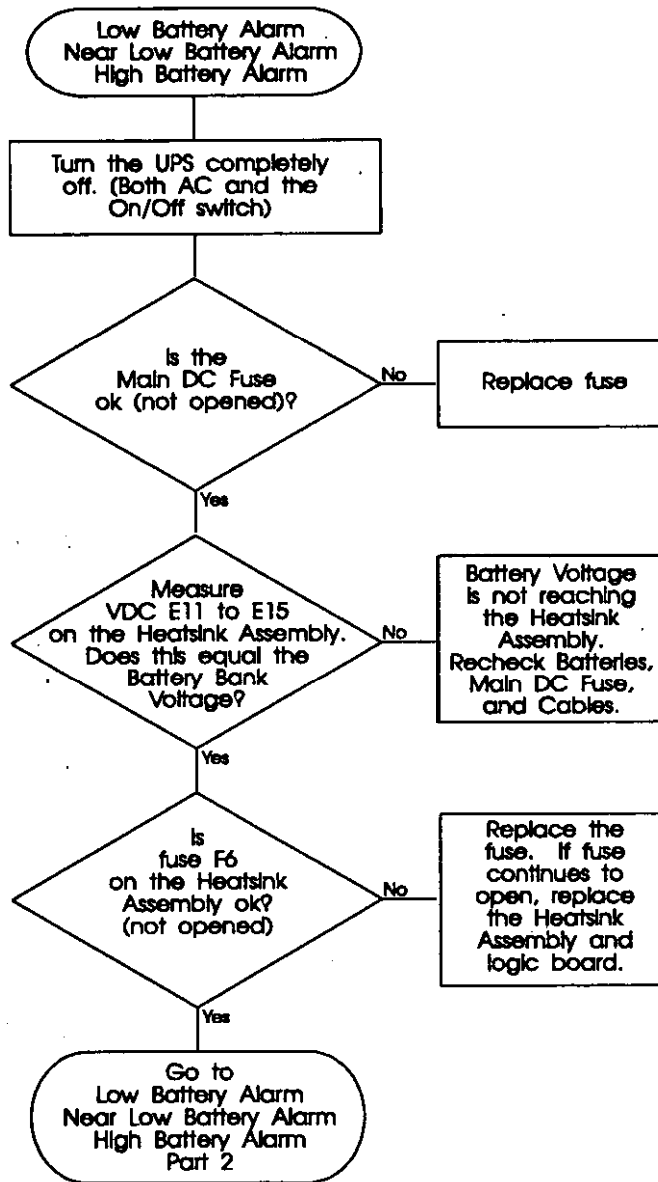 Low Battery Alarm
Near Low Battery Alarm
High Battery Alarm
Turn the UPS completely
off. (Both AC and the
On/Off switch)
Is the
Main DC Fuse
ok (not opened)?
No
Replace fuse
Yes
Measure
VDC E11 to E15
on the Heatsink Assembly.
Does this equal the
Battery Bank
Voltage?
No
Battery Voltage
is not reaching
the Heatsink
Assembly.
Recheck Batteries,
Main DC Fuse,
and Cables.
Yes
Is
fuse F6
on the Heatsink
Assembly ok?
(not opened)
No
Replace the
fuse. If fuse
continues to
open, replace
the Heatsink
Assembly and
logic board.
Yes
Go to
Low Battery Alarm
Near Low Battery Alarm
High Battery Alarm
Part 2